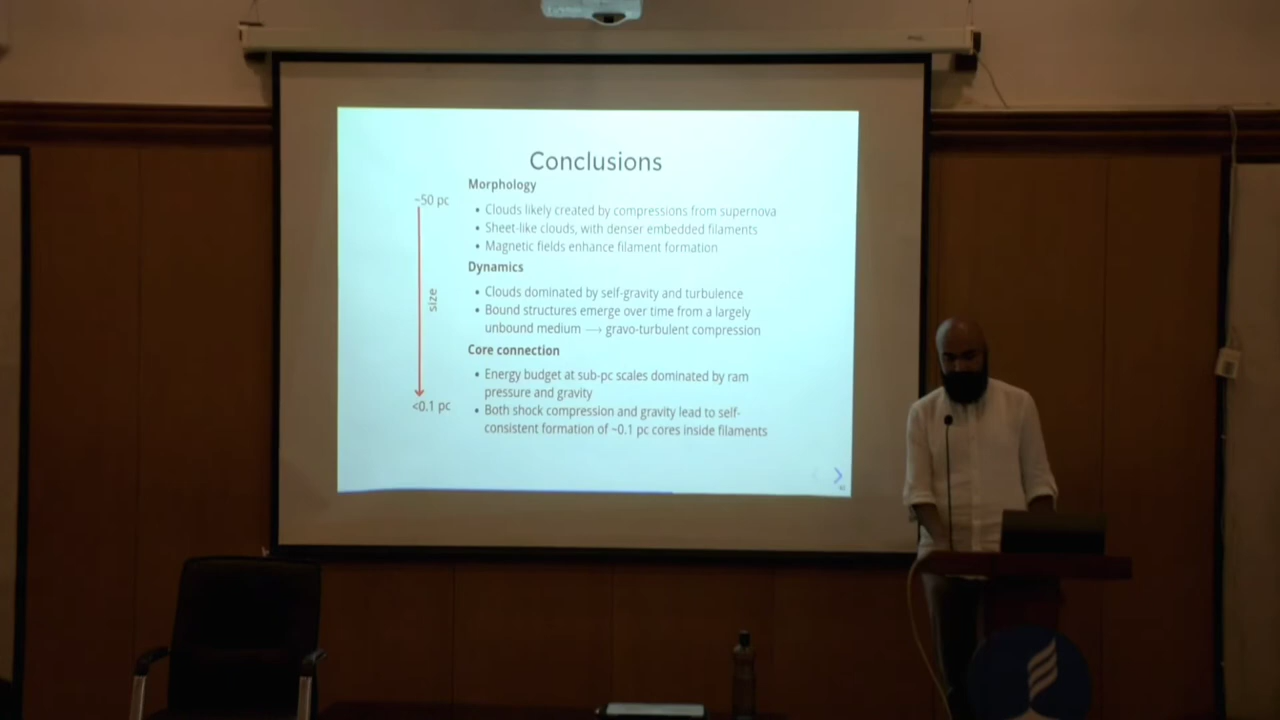 Conclusions
Morphology
~50 pc
• Clouds likely created by compressions from supernova
• Sheet-like clouds, with denser embedded filaments
• Magnetic fields enhance filament formation
Dynamics
size
• Clouds dominated by self-gravity and turbulence
• Bound structures emerge over time from a largely
unbound medium ⟶ gravo-turbulent compression
Core connection
• Energy budget at sub-pc scales dominated by ram
pressure and gravity
<0.1 pc
• Both shock compression and gravity lead to self-
consistent formation of ~0.1 pc cores inside filaments